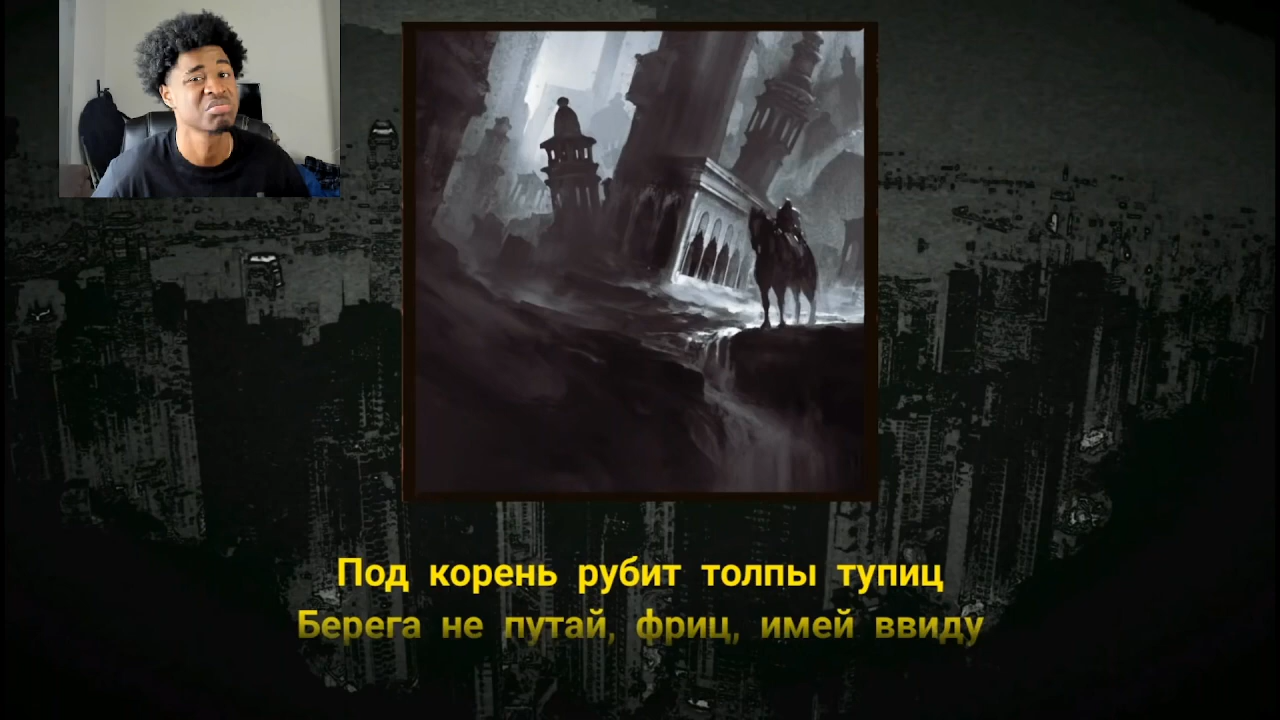 Под корень рубит толпы тупиц
Берега не путай, фриц, имей ввиду